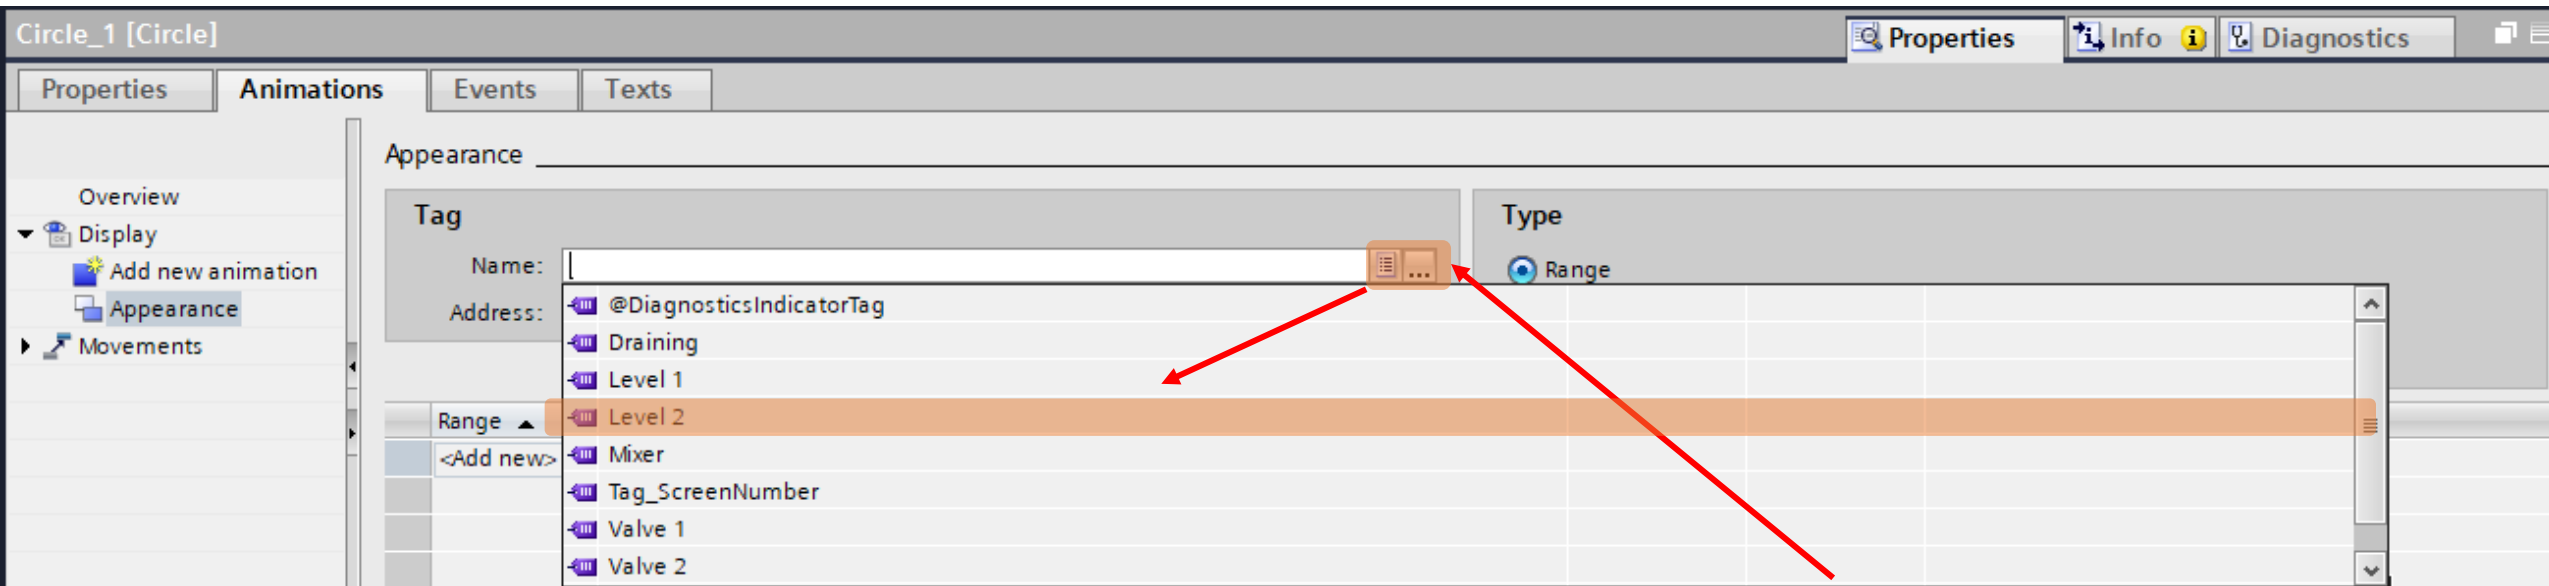 Circle_1 [Circle]
Properties Info Diagnostics
Properties Animations Events Texts
Appearance
Overview
Display
Add new animation
Appearance
Movements
Tag
Name:
...
Address:
Type
Range
@DiagnosticsIndicatorTag
Draining
Level 1
Level 2
Mixer
Tag_ScreenNumber
Valve 1
Valve 2
Range
<Add new>